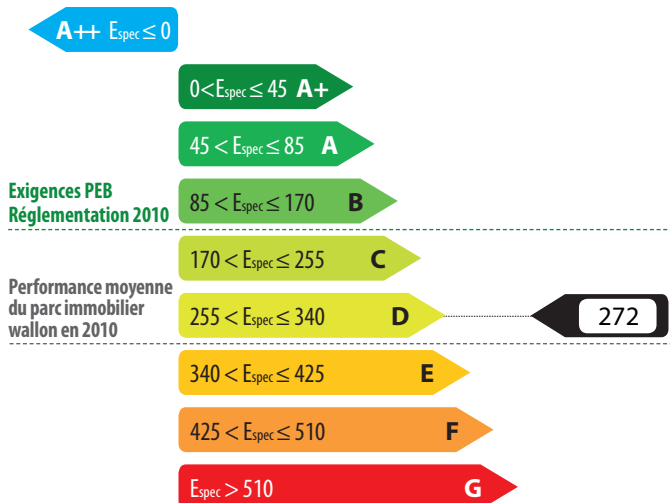 A++ Espec ≤ 0
0<Espec ≤ 45 A+
45 < Espec ≤ 85 A
Exigences PEB
Réglementation 2010
85 < Espec ≤ 170 B
170 < Espec ≤ 255 C
Performance moyenne
du parc immobilier
wallon en 2010
255 < Espec ≤ 340 D
272
340 < Espec ≤ 425 E
425 < Espec ≤ 510 F
Espec > 510 G